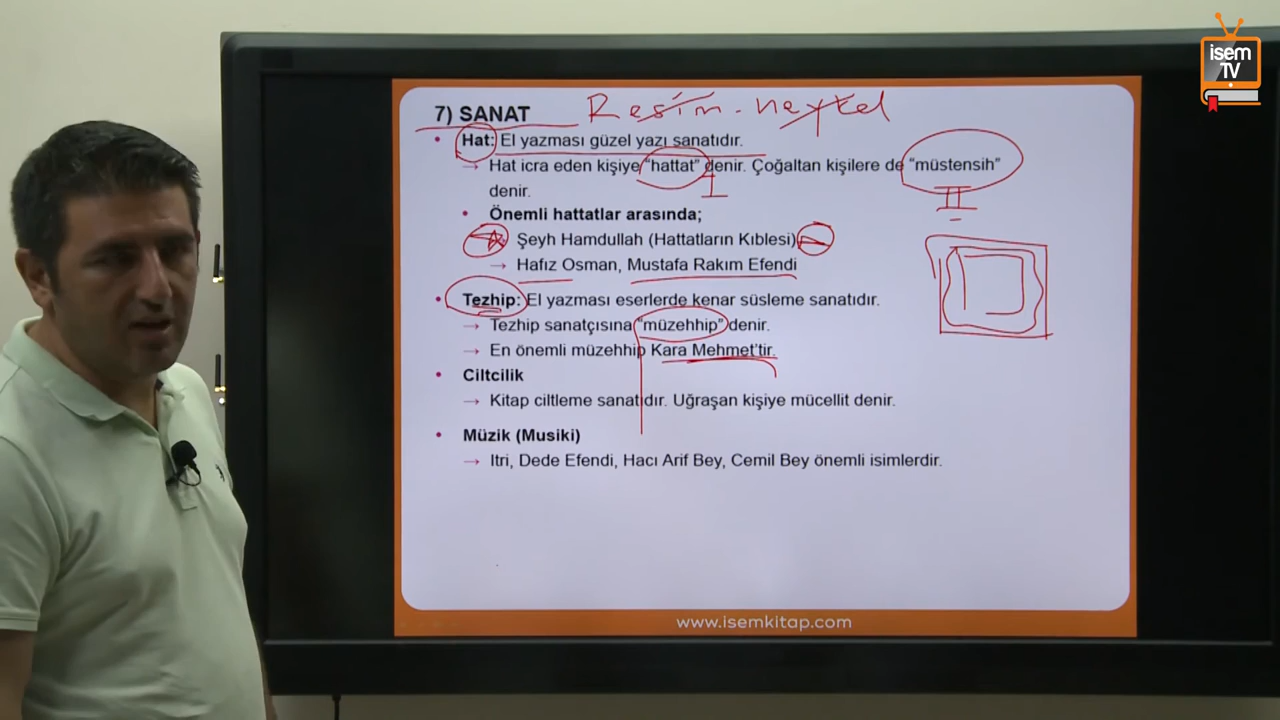 isem
TV
7) SANAT Resim - heykel
• Hat: El yazması güzel yazı sanatıdır.
→ Hat icra eden kişiye "hattat" denir. Çoğaltan kişilere de "müstensih"
denir.
I
II
• Önemli hattatlar arasında;
→ Şeyh Hamdullah (Hattatların Kıblesi)
→ Hafız Osman, Mustafa Rakım Efendi
• Tezhip: El yazması eserlerde kenar süsleme sanatıdır.
→ Tezhip sanatçısına "müzehhip" denir.
→ En önemli müzehhip Kara Mehmet'tir.
• Ciltcilik
→ Kitap ciltleme sanatıdır. Uğraşan kişiye mücellit denir.
• Müzik (Musiki)
→ Itri, Dede Efendi, Hacı Arif Bey, Cemil Bey önemli isimlerdir.
www.isemkitap.com